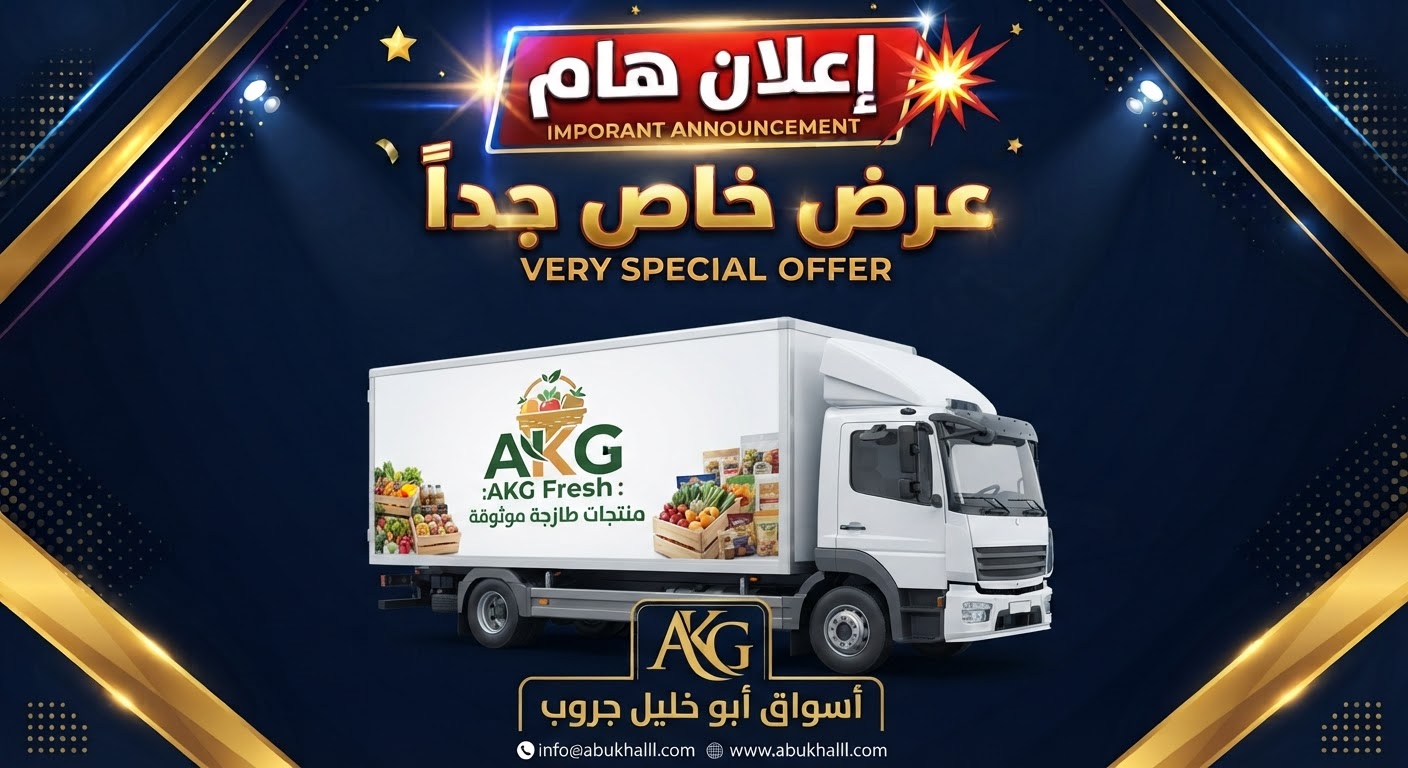 إعلان هام
IMPORANT ANNOUNCEMENT
عرض خاص جداً
VERY SPECIAL OFFER
AKG
:AKG Fresh:
منتجات طازجة موثوقة
AKG
أسواق أبو خليل جروب
info@abukhalll.com www.abukhalll.com